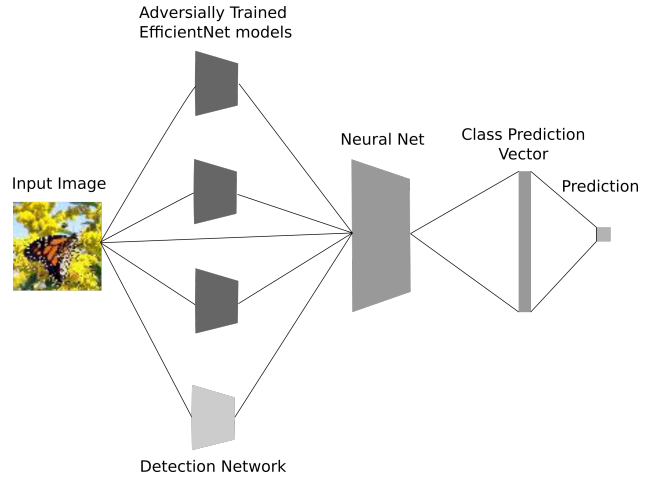 Adversially Trained
EfficientNet models
Neural Net
Class Prediction
Vector
Input Image
Prediction
Detection Network